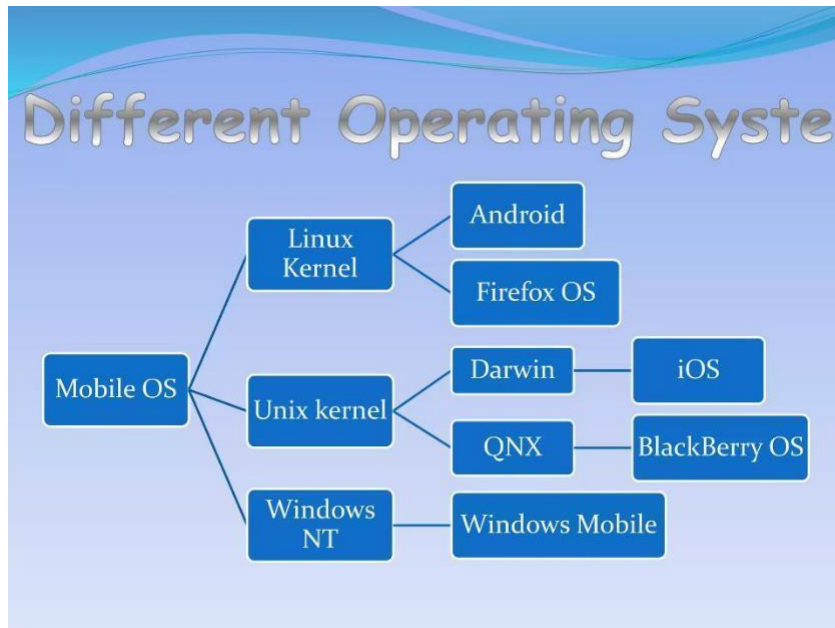 Different Operating Syste
Linux
Kernel
Android
Firefox OS
Mobile OS
Unix kernel
Darwin
iOS
QNX
BlackBerry OS
Windows
NT
Windows Mobile